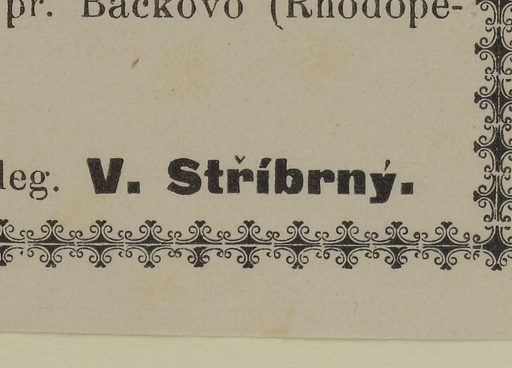 pr. Bačkovo (Rhodope-
leg. V. Stříbrný.